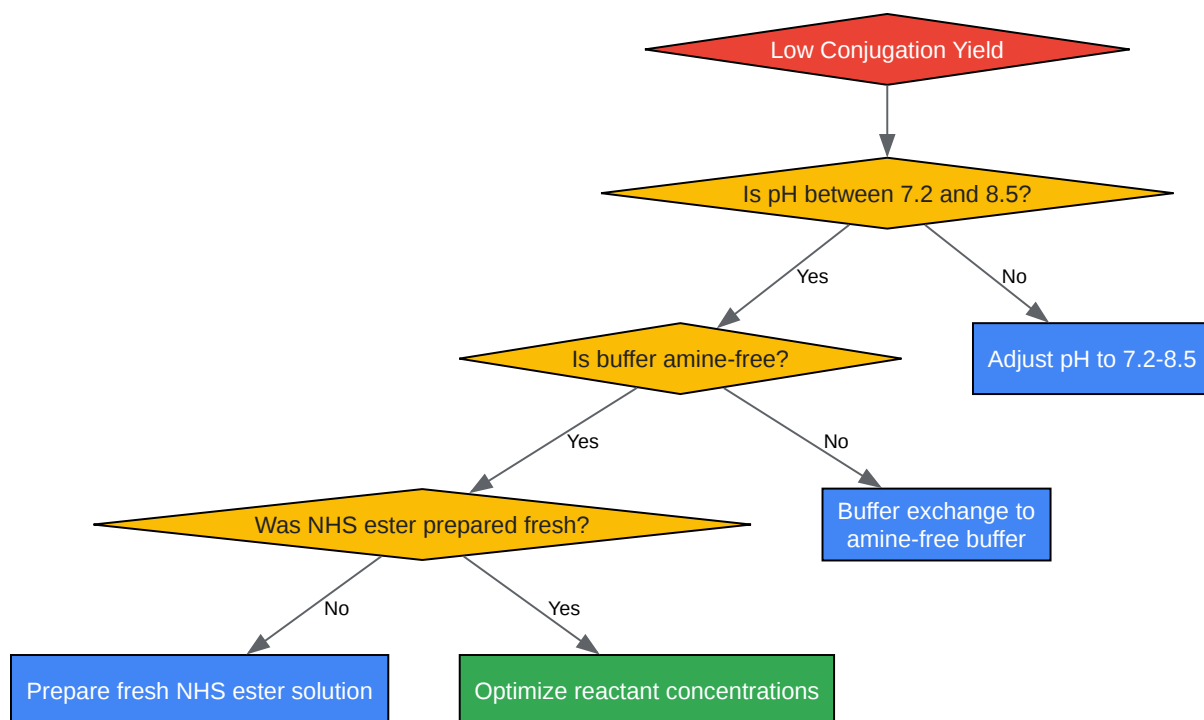 Low Conjugation Yield
Is pH between 7.2 and 8.5?
Yes
No
Is buffer amine-free?
Adjust pH to 7.2-8.5
Yes
No
Was NHS ester prepared fresh?
Buffer exchange to
amine-free buffer
No
Yes
Prepare fresh NHS ester solution
Optimize reactant concentrations